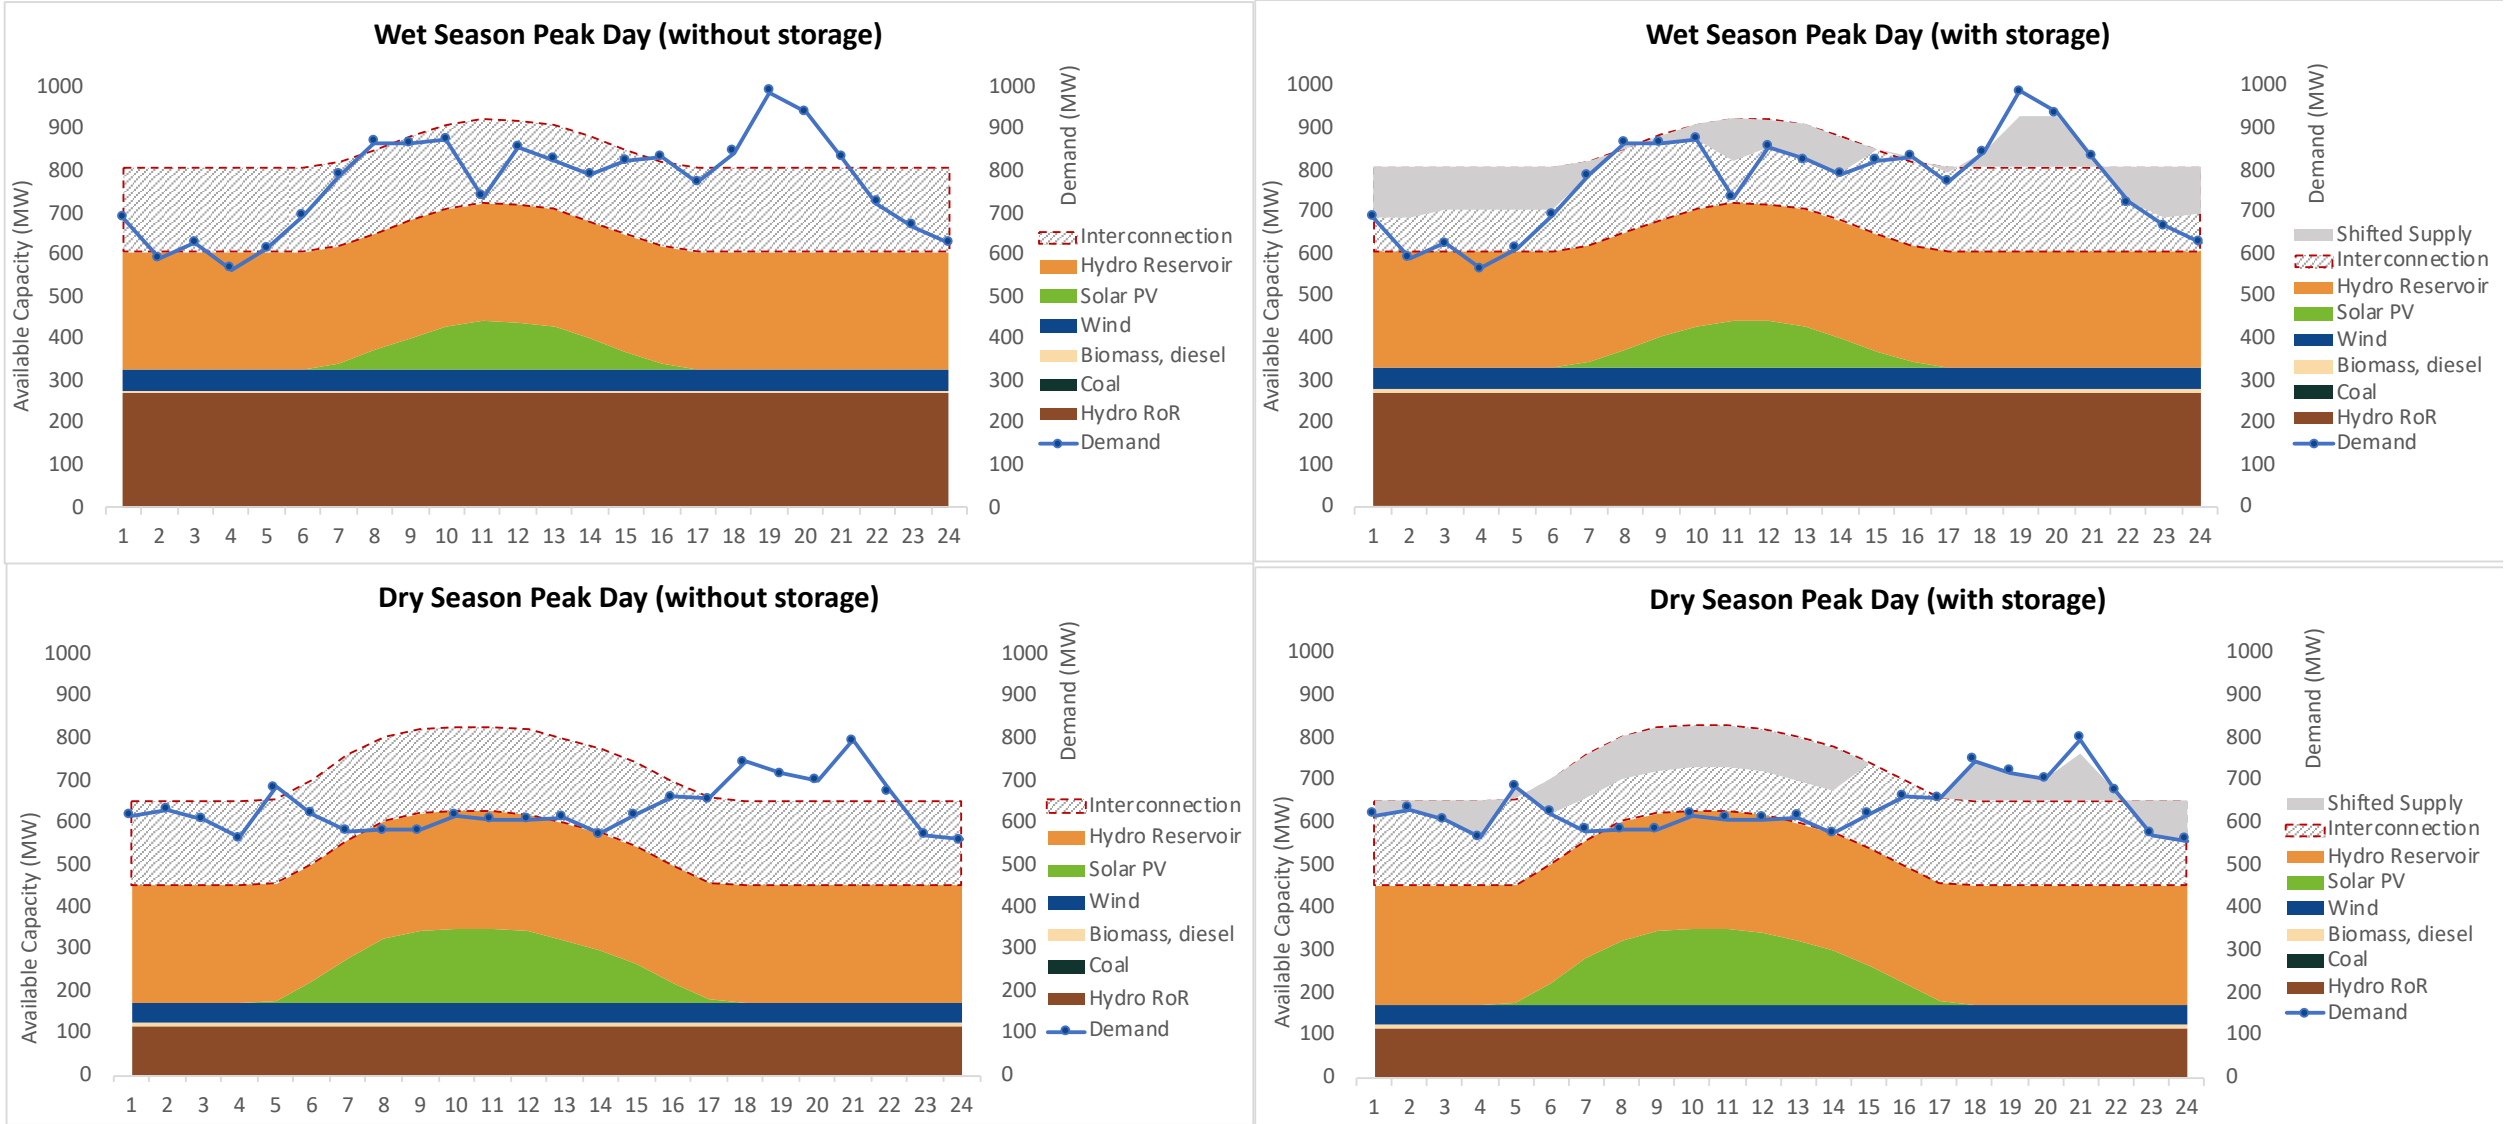 Wet Season Peak Day (without storage)
Available Capacity (MW)
1000
900
800
700
600
500
400
300
200
100
0
1 2 3 4 5 6 7 8 9 10 11 12 13 14 15 16 17 18 19 20 21 22 23 24
1000
900
800
700
600
500
400
300
200
100
0
Demand (MW)
Interconnection
Hydro Reservoir
Solar PV
Wind
Biomass, diesel
Coal
Hydro RoR
Demand
Wet Season Peak Day (with storage)
Available Capacity (MW)
1000
900
800
700
600
500
400
300
200
100
0
1 2 3 4 5 6 7 8 9 10 11 12 13 14 15 16 17 18 19 20 21 22 23 24
1000
900
800
700
600
500
400
300
200
100
0
Demand (MW)
Shifted Supply
Interconnection
Hydro Reservoir
Solar PV
Wind
Biomass, diesel
Coal
Hydro RoR
Demand
Dry Season Peak Day (without storage)
Available Capacity (MW)
1000
900
800
700
600
500
400
300
200
100
0
1 2 3 4 5 6 7 8 9 10 11 12 13 14 15 16 17 18 19 20 21 22 23 24
1000
900
800
700
600
500
400
300
200
100
0
Demand (MW)
Interconnection
Hydro Reservoir
Solar PV
Wind
Biomass, diesel
Coal
Hydro RoR
Demand
Dry Season Peak Day (with storage)
Available Capacity (MW)
1000
900
800
700
600
500
400
300
200
100
0
1 2 3 4 5 6 7 8 9 10 11 12 13 14 15 16 17 18 19 20 21 22 23 24
1000
900
800
700
600
500
400
300
200
100
0
Demand (MW)
Shifted Supply
Interconnection
Hydro Reservoir
Solar PV
Wind
Biomass, diesel
Coal
Hydro RoR
Demand